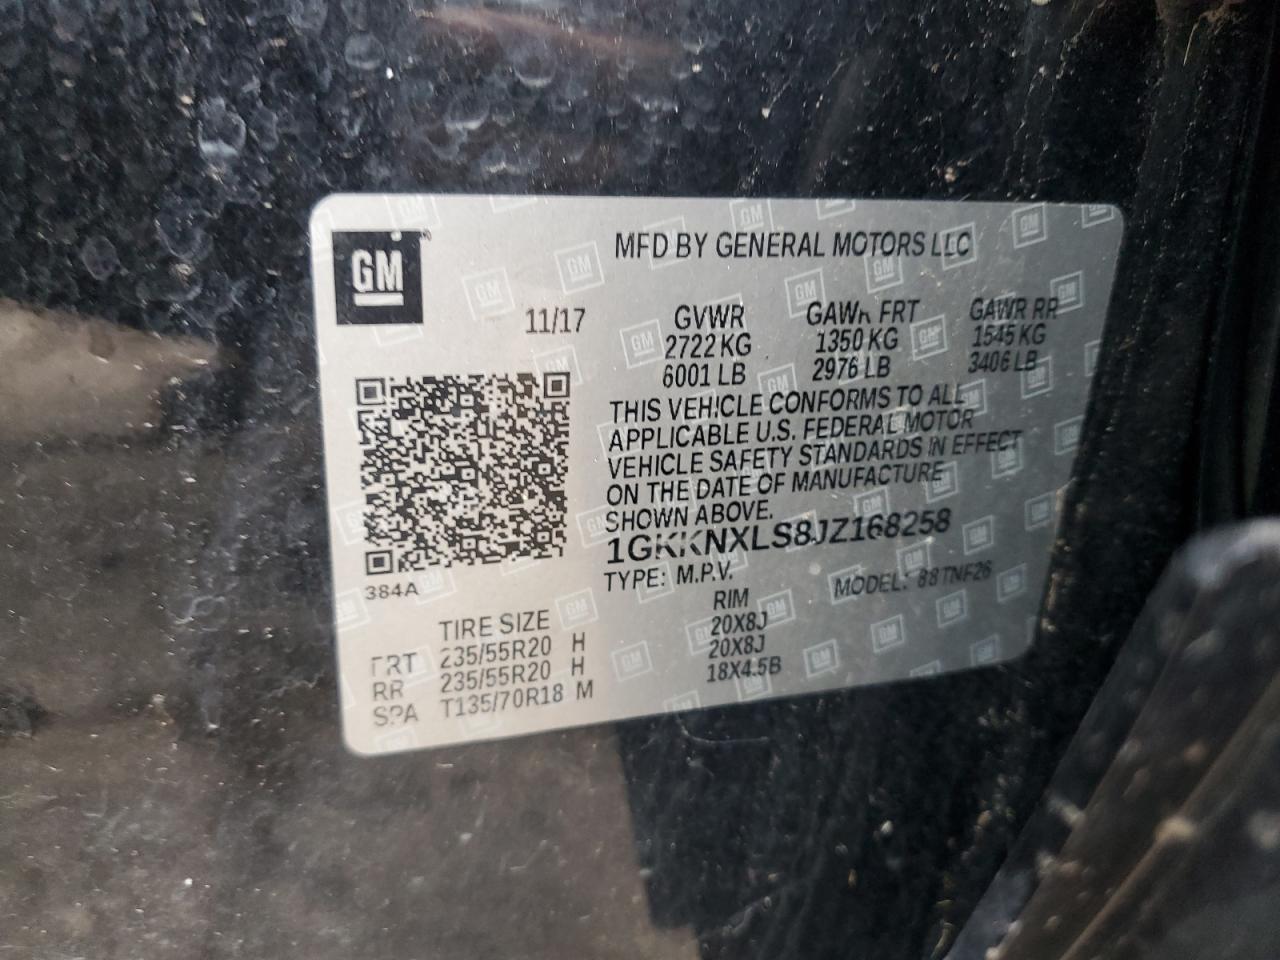 GM
MFD BY GENERAL MOTORS LLC
11/17
GVWR GAWR FRT GAWR RR
2722 KG 1350 KG 1545 KG
6001 LB 2976 LB 3406 LB
THIS VEHICLE CONFORMS TO ALL
APPLICABLE U.S. FEDERAL MOTOR
VEHICLE SAFETY STANDARDS IN EFFECT
ON THE DATE OF MANUFACTURE
SHOWN ABOVE.
1GKKNXLS8JZ168258
384A
TYPE: M.P.V. MODEL: 88TNF26
TIRE SIZE RIM
FRT 235/55R20 H 20X8J
RR 235/55R20 H 20X8J
SPA T135/70R18 M 18X4.5B